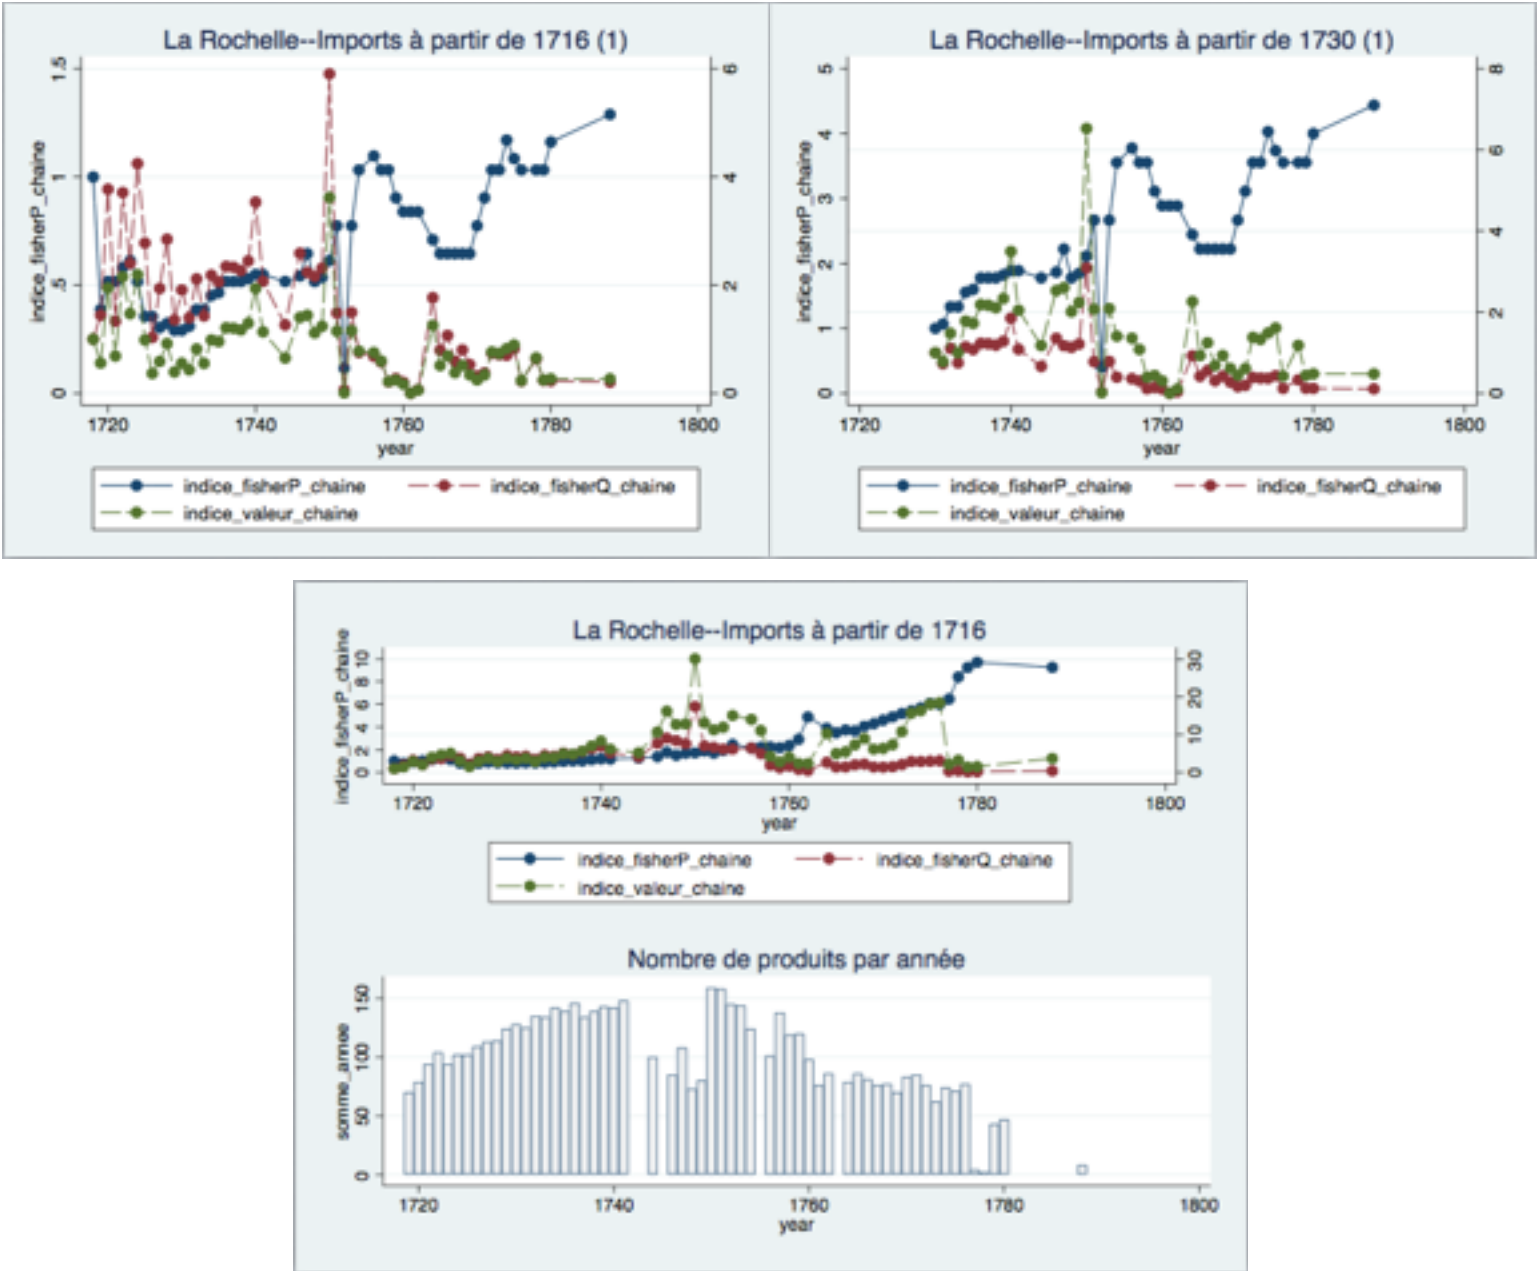 La Rochelle--Imports à partir de 1716 (1)
indice_fisherP_chaine
0 .5 1 1.5
0 2 4 6
1720 1740 1760 1780 1800
year
indice_fisherP_chaine indice_fisherQ_chaine
indice_valeur_chaine
La Rochelle--Imports à partir de 1730 (1)
indice_fisherP_chaine
0 1 2 3 4 5
0 2 4 6 8
1720 1740 1760 1780 1800
year
indice_fisherP_chaine indice_fisherQ_chaine
indice_valeur_chaine
La Rochelle--Imports à partir de 1716
indice_fisherP_chaine
0 2 4 6 8 10
0 10 20 30
1720 1740 1760 1780 1800
year
indice_fisherP_chaine indice_fisherQ_chaine
indice_valeur_chaine
Nombre de produits par année
somme_annee
0 50 100 150
1720 1740 1760 1780 1800
year